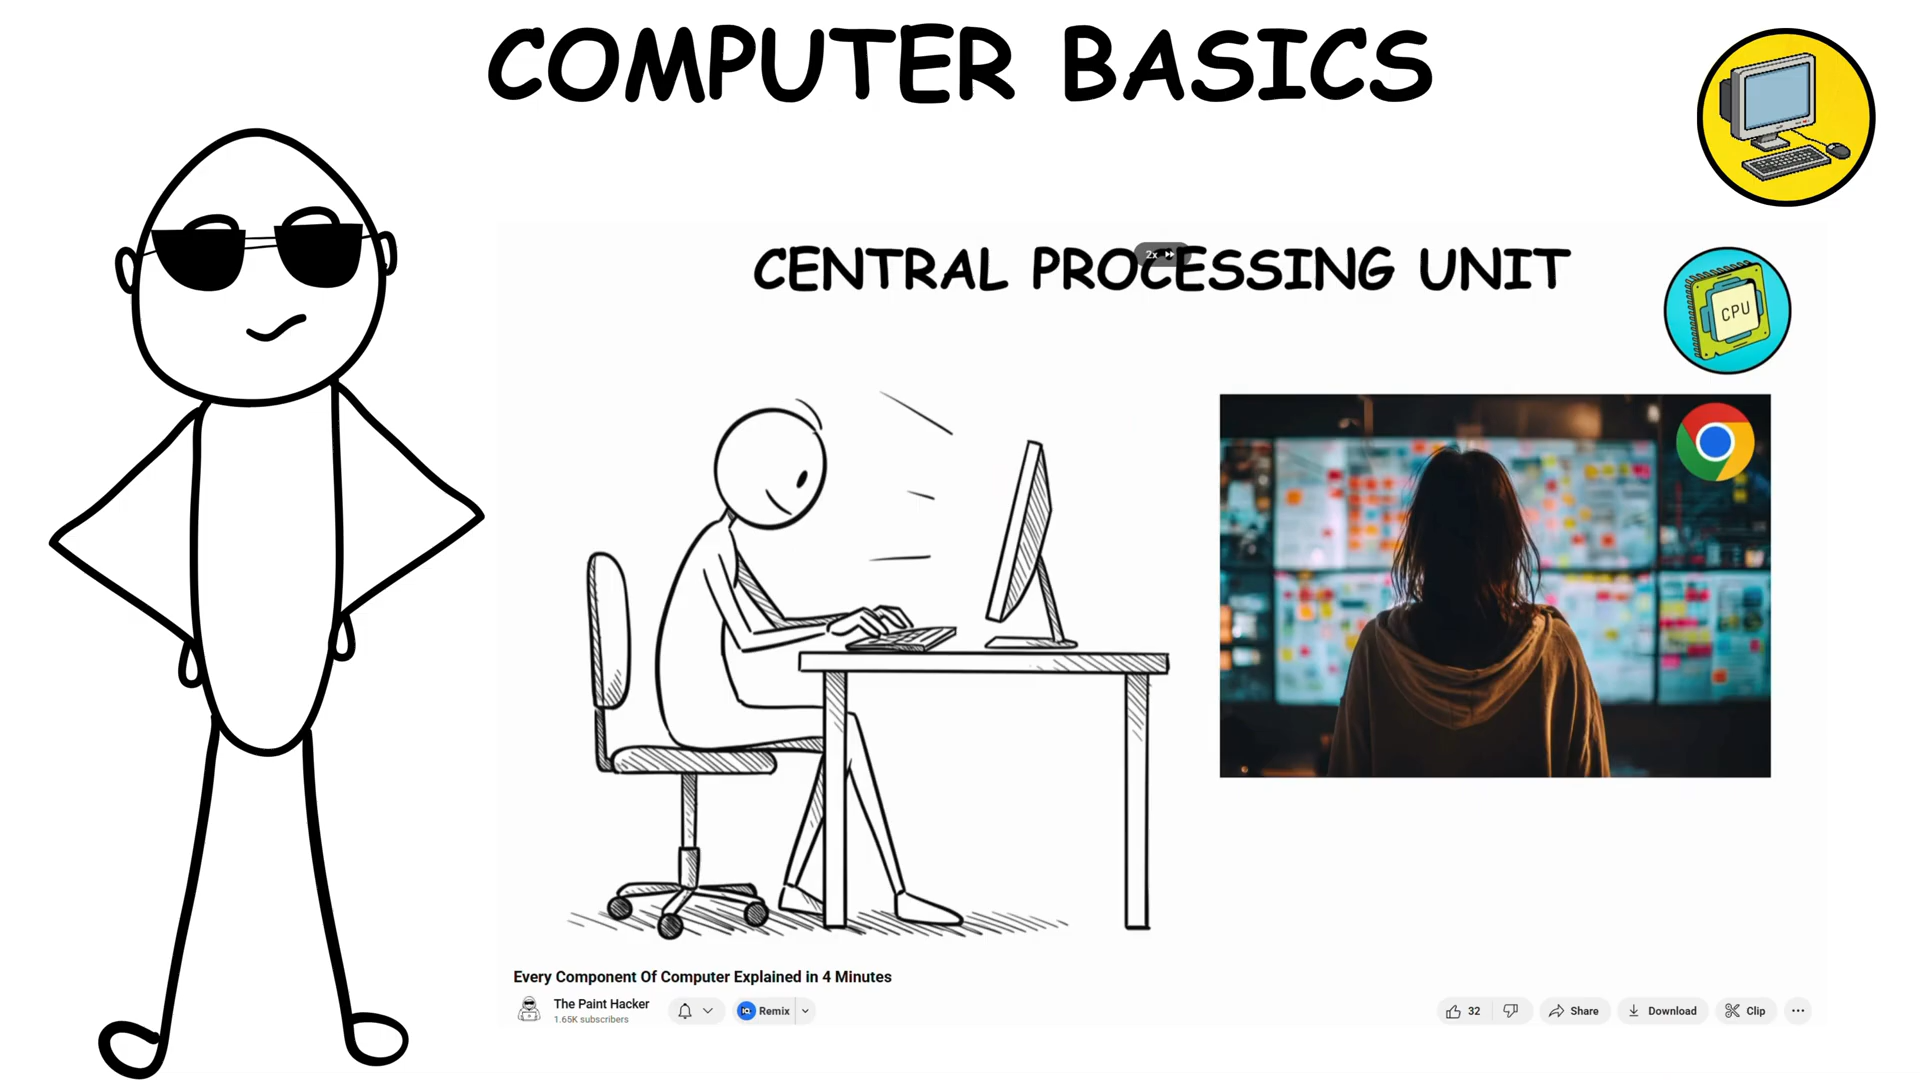 COMPUTER BASICS
CENTRAL PROCESSING UNIT
2x
CPU
Every Component Of Computer Explained in 4 Minutes
The Paint Hacker
1.65K subscribers
Remix
32
Share
Download
Clip